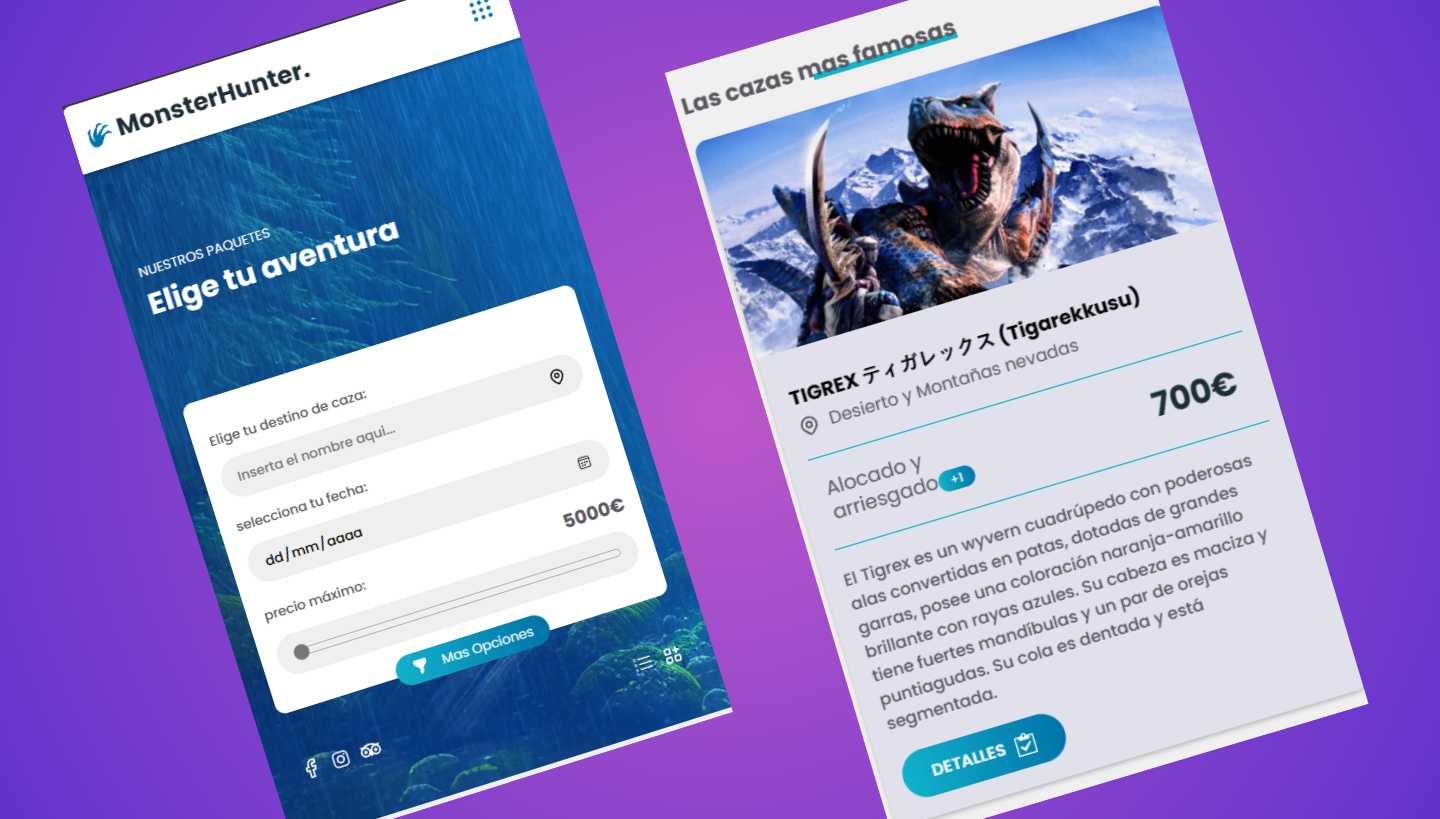 MonsterHunter.
NUESTROS PAQUETES
Elige tu aventura
Elige tu destino de caza:
Inserta el nombre aqui...
selecciona tu fecha:
dd/mm/aaaa
precio máximo:
5000€
Mas Opciones
Las cazas mas famosas
TIGREX ティガレックス (Tigarekkusu)
Desierto y Montañas nevadas
700€
Alocado y
arriesgado
+1
El Tigrex es un wyvern cuadrúpedo con poderosas
alas convertidas en patas, dotadas de grandes
garras, posee una coloración naranja-amarillo
brillante con rayas azules. Su cabeza es maciza y
tiene fuertes mandíbulas y un par de orejas
puntiagudas. Su cola es dentada y está
segmentada.
DETALLES